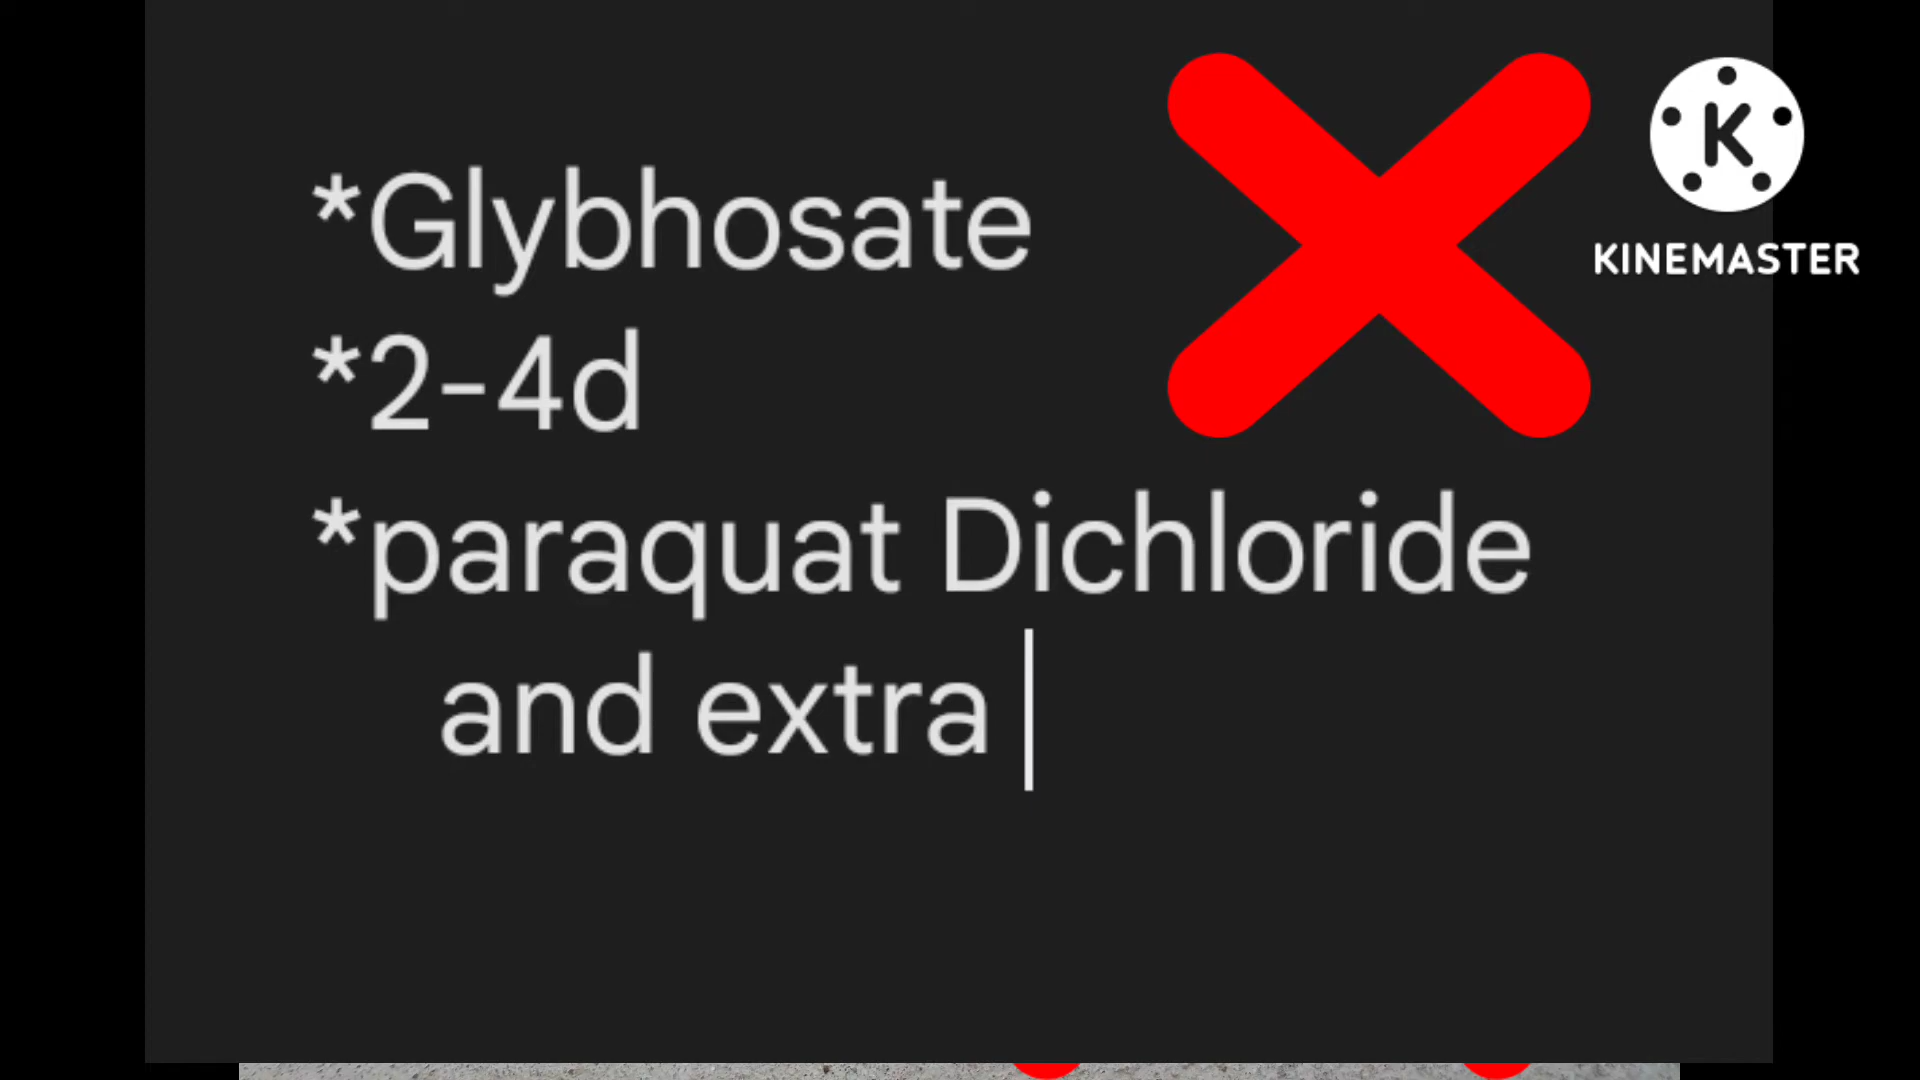 *Glybhosate
*2-4d
*paraquat Dichloride
and extra
K
KINEMASTER